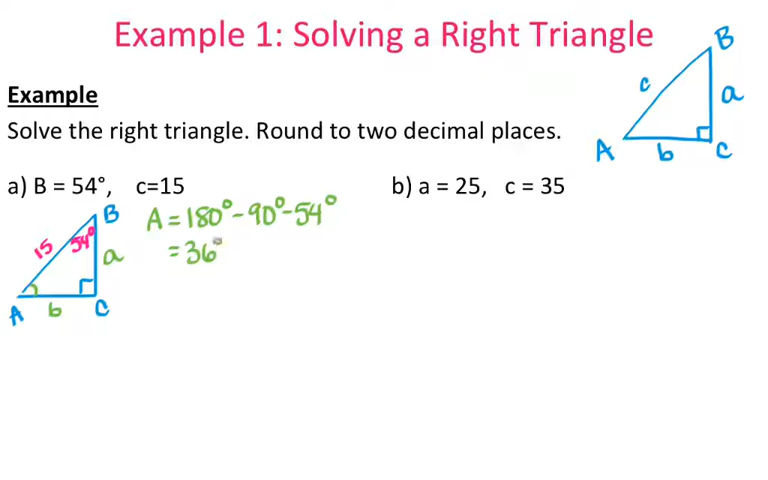 Example 1: Solving a Right Triangle
Example
Solve the right triangle. Round to two decimal places.
B
c
a
A
b
C
a) B = 54°, c=15
b) a = 25, c = 35
B
A = 180° - 90° - 54°
15
54°
a
= 36°
A
b
C